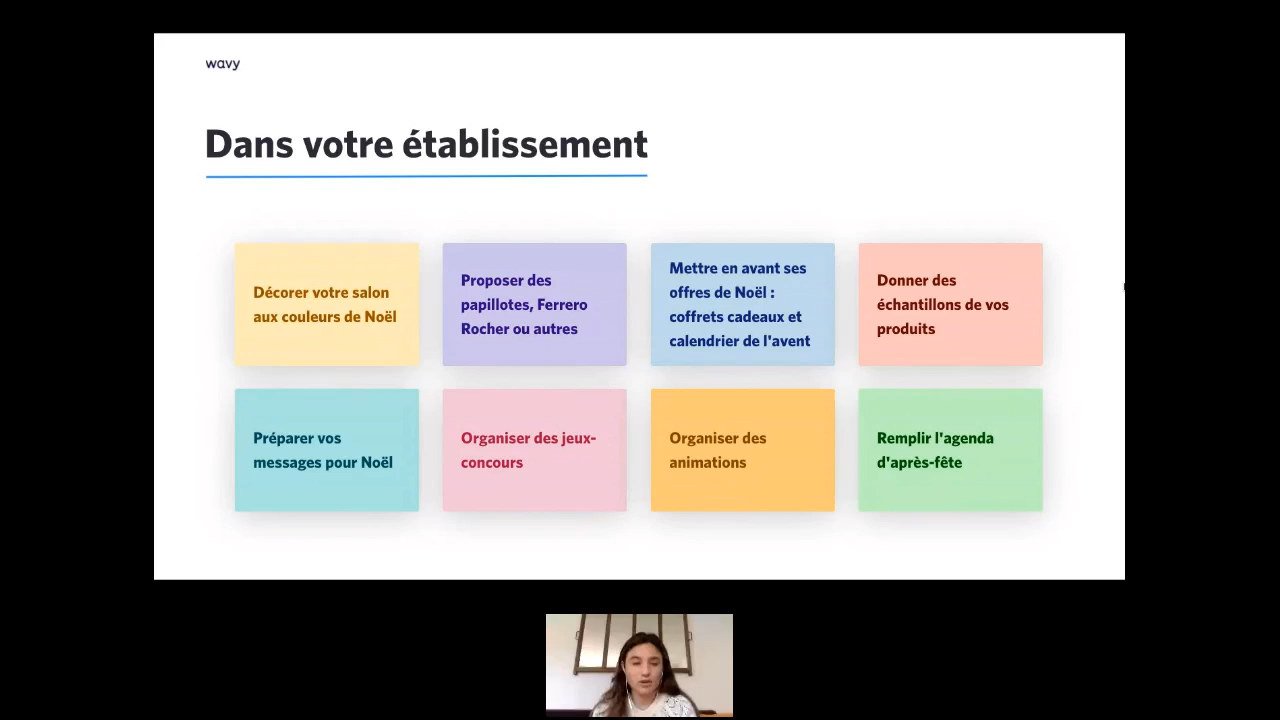 wavy
Dans votre établissement
Décorer votre salon
aux couleurs de Noël
Proposer des
papillotes, Ferrero
Rocher ou autres
Mettre en avant ses
offres de Noël :
coffrets cadeaux et
calendrier de l'avent
Donner des
échantillons de vos
produits
Préparer vos
messages pour Noël
Organiser des jeux-
concours
Organiser des
animations
Remplir l'agenda
d'après-fête